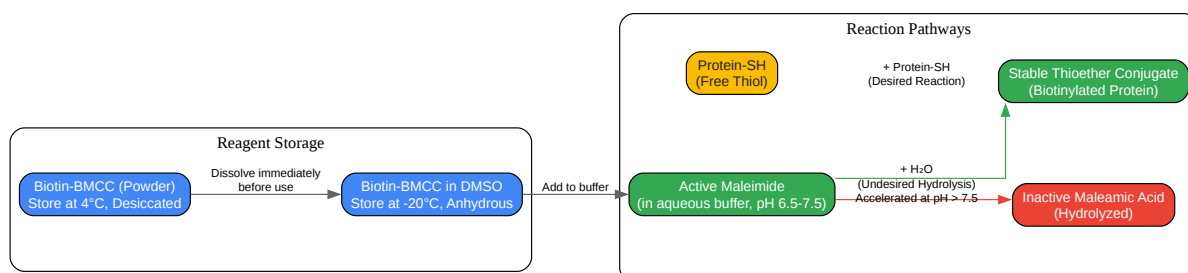 Reaction Pathways
Protein-SH
(Free Thiol)
+ Protein-SH
(Desired Reaction)
Stable Thioether Conjugate
(Biotinylated Protein)
Reagent Storage
Biotin-BMCC (Powder)
Store at 4°C, Desiccated
Dissolve immediately
before use
Biotin-BMCC in DMSO
Store at -20°C, Anhydrous
Add to buffer
Active Maleimide
(in aqueous buffer, pH 6.5-7.5)
+ H₂O
(Undesired Hydrolysis)
Accelerated at pH > 7.5
Inactive Maleamic Acid
(Hydrolyzed)